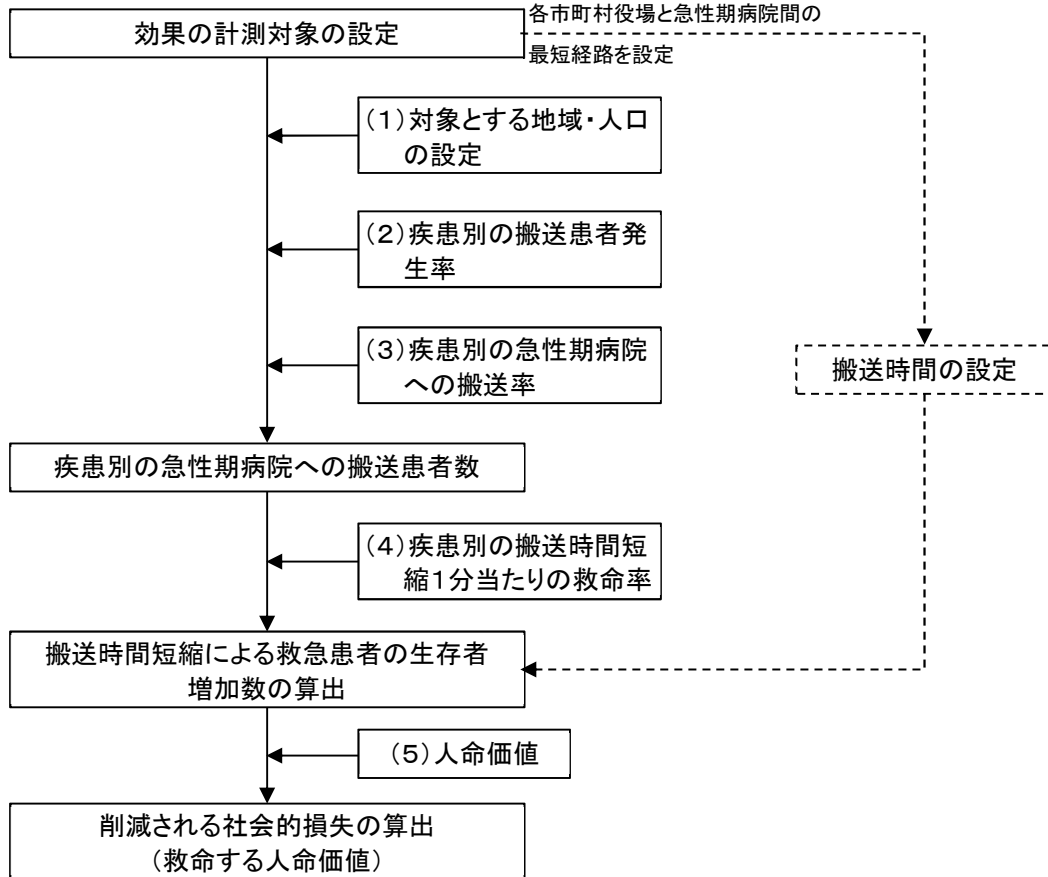 効果の計測対象の設定
各市町村役場と急性期病院間の
最短経路を設定
(1)対象とする地域・人口
の設定
(2)疾患別の搬送患者発
生率
(3)疾患別の急性期病院
への搬送率
搬送時間の設定
疾患別の急性期病院への搬送患者数
(4)疾患別の搬送時間短
縮1分当たりの救命率
搬送時間短縮による救急患者の生存者
増加数の算出
(5)人命価値
削減される社会的損失の算出
(救命する人命価値)